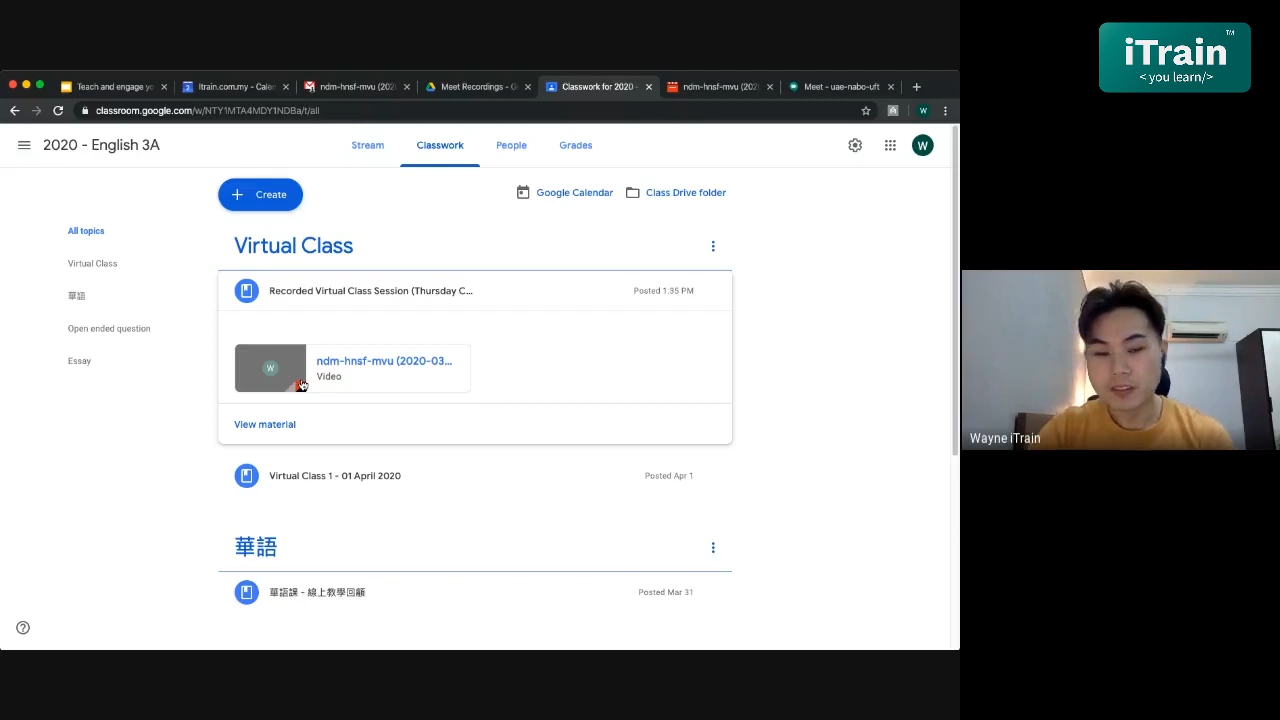 iTrain™
< you learn/>
Teach and engage yo
Itrain.com.my - Calen
ndm-hnsf-mvu (202
Meet Recordings - G
Classwork for 2020 -
ndm-hnsf-mvu (202
Meet - uae-nabo-uft
classroom.google.com/w/NTY1MTA4MDY1NDBa/t/all
W
2020 - English 3A
Stream
Classwork
People
Grades
W
Create
Google Calendar
Class Drive folder
All topics
Virtual Class
華語
Open ended question
Essay
Virtual Class
Recorded Virtual Class Session (Thursday C...
Posted 1:35 PM
W
ndm-hnsf-mvu (2020-03...
Video
View material
Virtual Class 1 - 01 April 2020
Posted Apr 1
華語
華語課 - 線上教學回顧
Posted Mar 31
Wayne iTrain